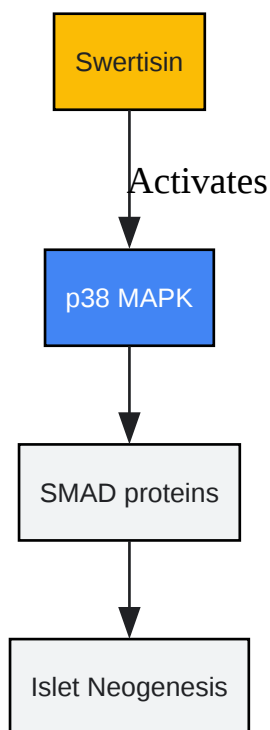 Swertisin
Activates
p38 MAPK
SMAD proteins
Islet Neogenesis